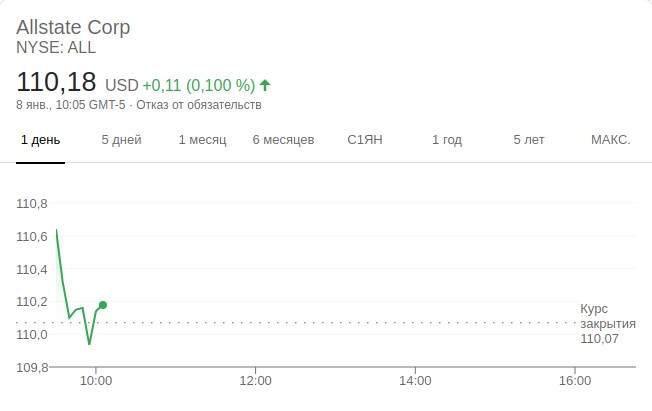 Allstate Corp
NYSE: ALL
110,18 USD +0,11 (0,100 %)
8 янв., 10:05 GMT-5 · Отказ от обязательств
1 день 5 дней 1 месяц 6 месяцев С1ЯН 1 год 5 лет МАКС.
110,8
110,6
110,4
110,2
110,0
109,8
Курс
закрытия
110,07
10:00 12:00 14:00 16:00